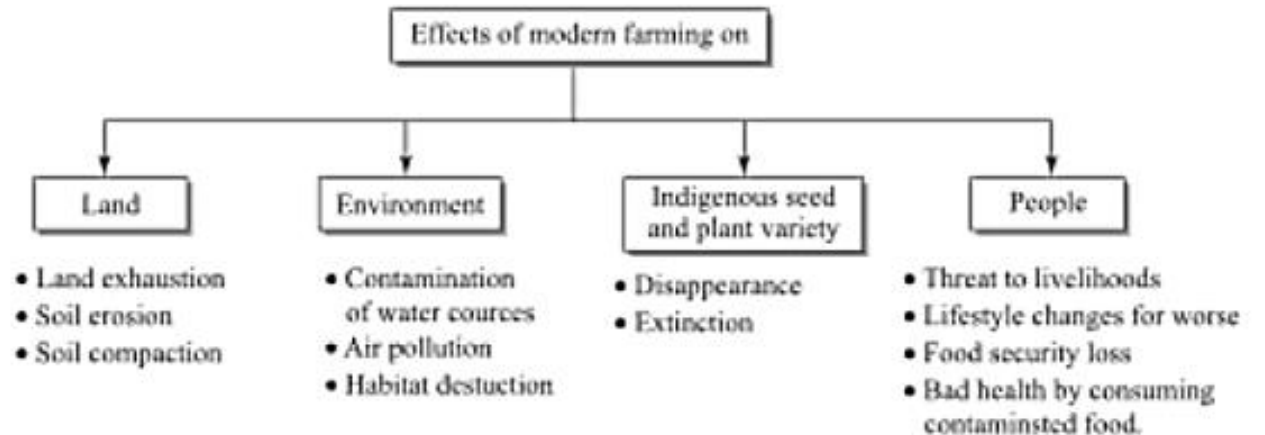 Effects of modern farming on
Land
• Land exhaustion
• Soil erosion
• Soil compaction
Environment
• Contamination
of water cources
• Air pollution
• Habitat destuction
Indigenous seed
and plant variety
• Disappearance
• Extinction
People
• Threat to livelihoods
• Lifestyle changes for worse
• Food security loss
• Bad health by consuming
contaminsted food.